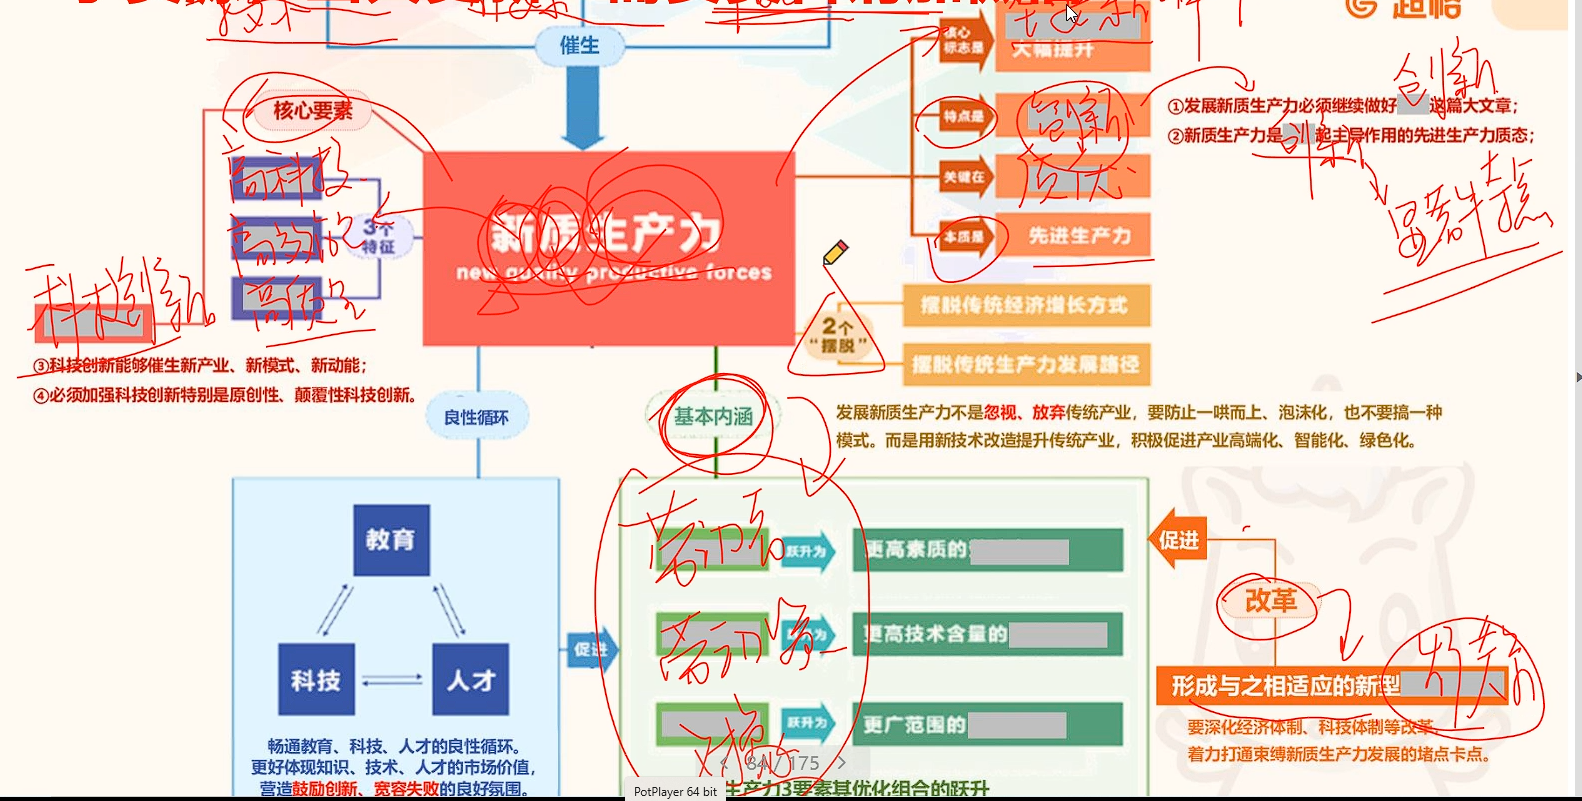 催生
核心
标志是
大幅提升
超格
核心要素
特点是
创新
创新
①发展新质生产力必须继续做好
这篇大文章；
②新质生产力是
创新
起主导作用的先进生产力质态；
高科技
关键在
质优
高效能
3个
特征
新质生产力
new quality productive forces
本质是
先进生产力
高质量
科技创新
摆脱传统经济增长方式
2个
“摆脱”
摆脱传统生产力发展路径
③科技创新能够催生新产业、新模式、新动能；
④必须加强科技创新特别是原创性、颠覆性科技创新。
良性循环
基本内涵
发展新质生产力不是忽视、放弃传统产业，要防止一哄而上、泡沫化，也不要搞一种
模式。而是用新技术改造提升传统产业，积极促进产业高端化、智能化、绿色化。
教育
科技
人才
促进
畅通教育、科技、人才的良性循环。
更好体现知识、技术、人才的市场价值，
营造鼓励创新、宽容失败的良好氛围。
劳动者
跃升为
更高素质的
劳动
更高技术含量的
跃升为
更广范围的
84 / 175
生产力3要素其优化组合的跃升
促进
改革
形成与之相适应的新型
要深化经济体制、科技体制等改革，
着力打通束缚新质生产力发展的堵点卡点。
PotPlayer 64 bit